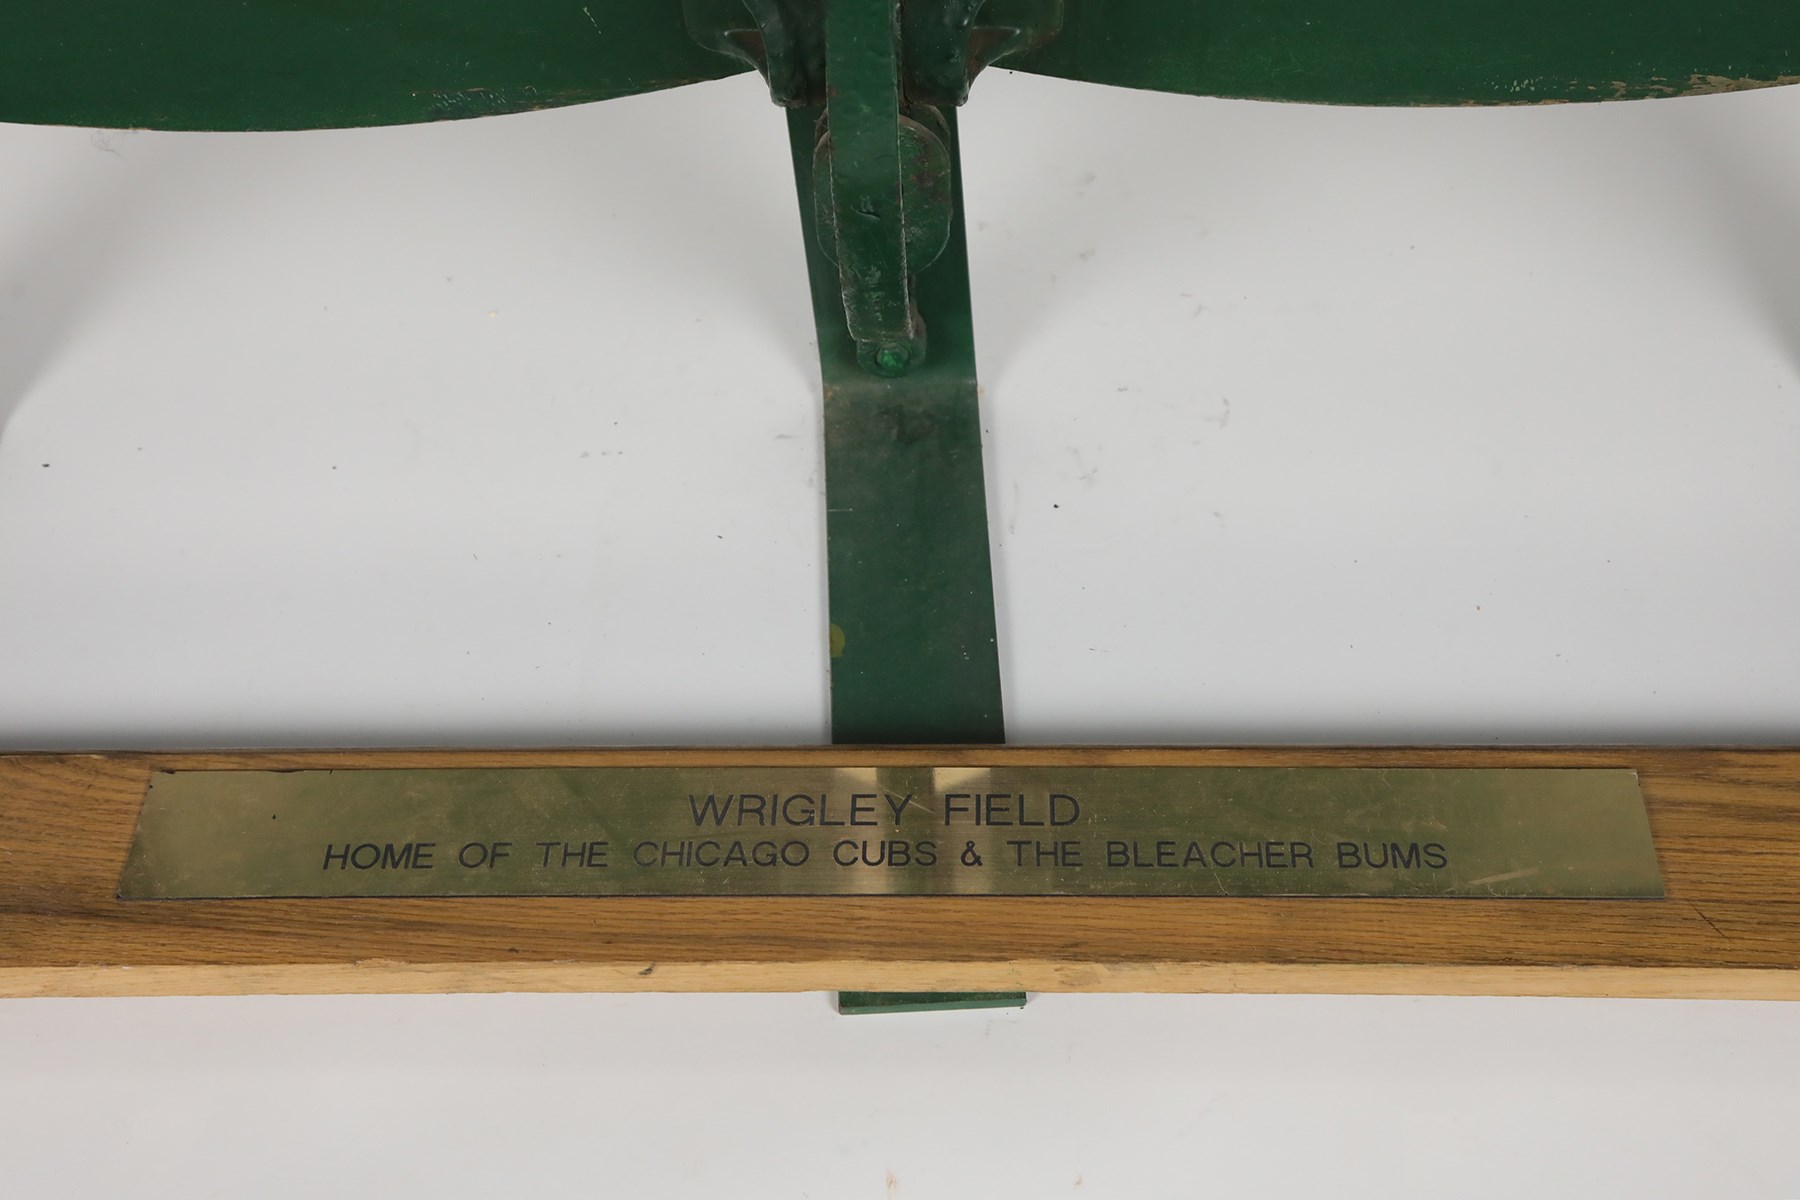 WRIGLEY FIELD
HOME OF THE CHICAGO CUBS & THE BLEACHER BUMS